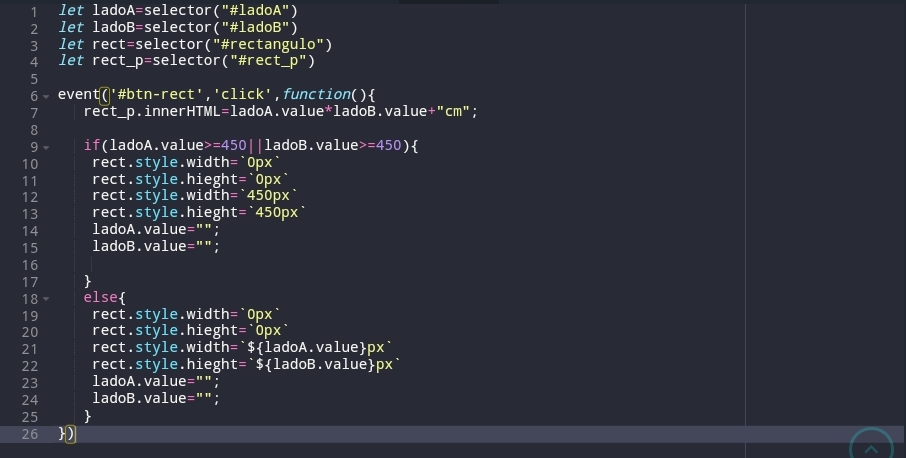 1 let ladoA=selector("#ladoA")
2 let ladoB=selector("#ladoB")
3 let rect=selector("#rectangulo")
4 let rect_p=selector("#rect_p")
5
6 event('#btn-rect','click',function(){
7 rect_p.innerHTML=ladoA.value*ladoB.value+"cm";
8
9 if(ladoA.value>=450||ladoB.value>=450){
10 rect.style.width=`0px`
11 rect.style.hieght=`0px`
12 rect.style.width=`450px`
13 rect.style.hieght=`450px`
14 ladoA.value="";
15 ladoB.value="";
16
17 }
18 else{
19 rect.style.width=`0px`
20 rect.style.hieght=`0px`
21 rect.style.width=`${ladoA.value}px`
22 rect.style.hieght=`${ladoB.value}px`
23 ladoA.value="";
24 ladoB.value="";
25 }
26 })